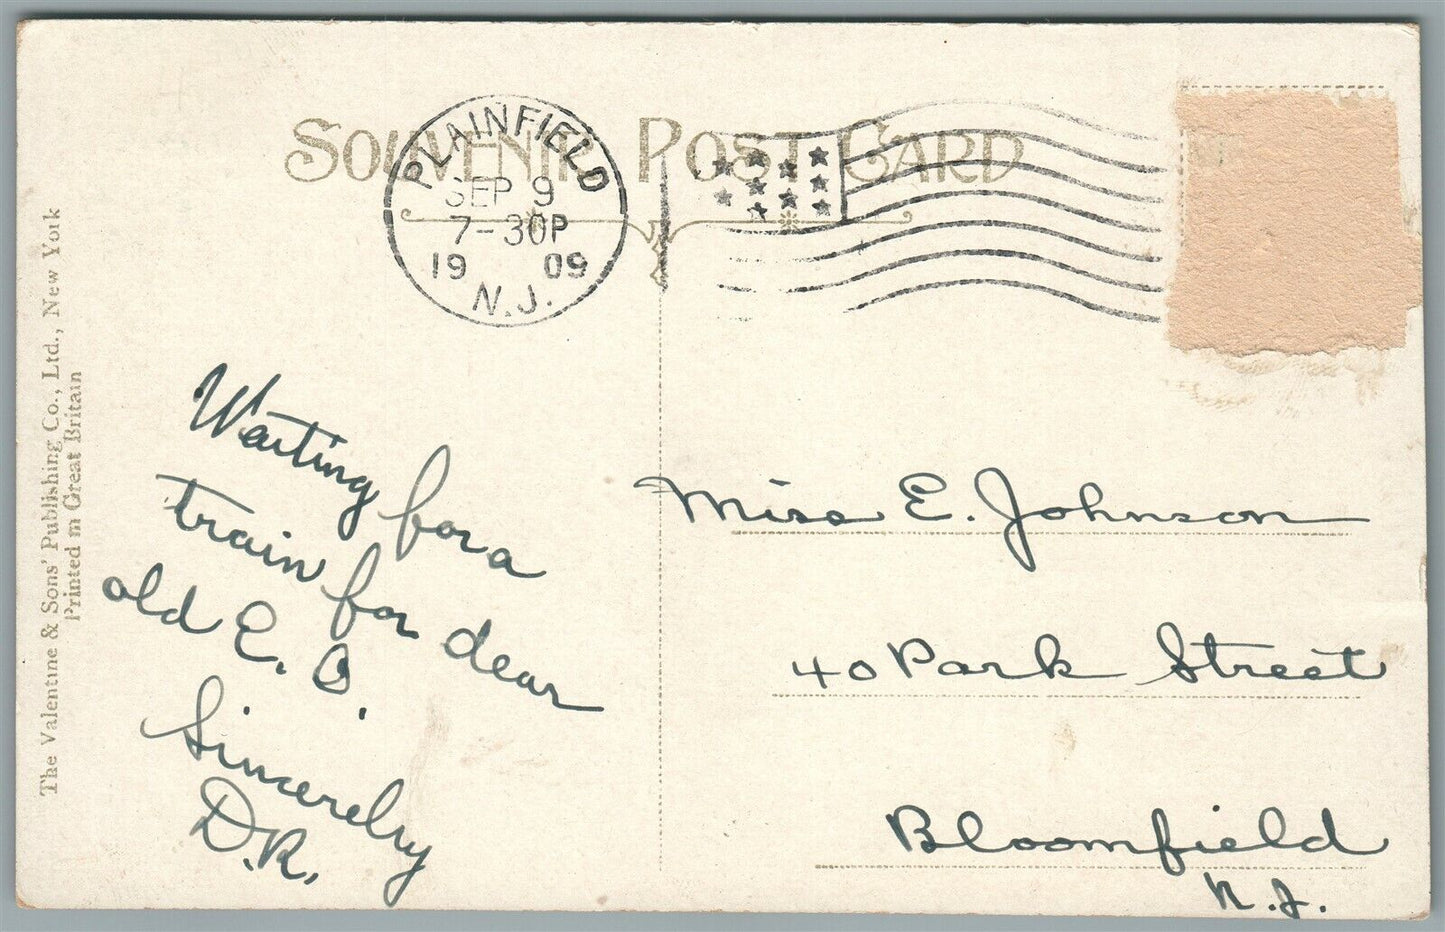 SOUVENIR POST CARD
PLAINFIELD
SEP 9
7-30P
19 09
N.J.
The Valentine & Sons' Publishing Co., Ltd., New York
Printed in Great Britain
Waiting for a
train for dear
old E. O.
Sincerely
D.R.
Miss E. Johnson
40 Park Street
Bloomfield
N.J.